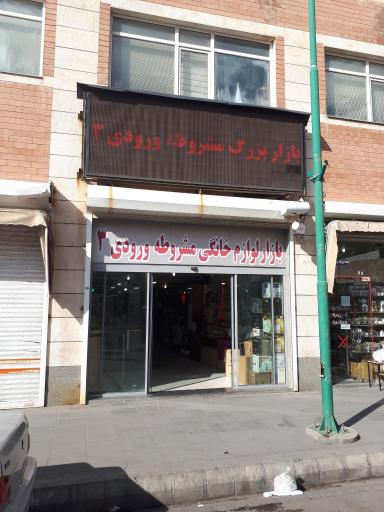 بازار بزرگ مشروطه ورودی ۳
بازار لوازم خانگی مشروطه ورودی ۳